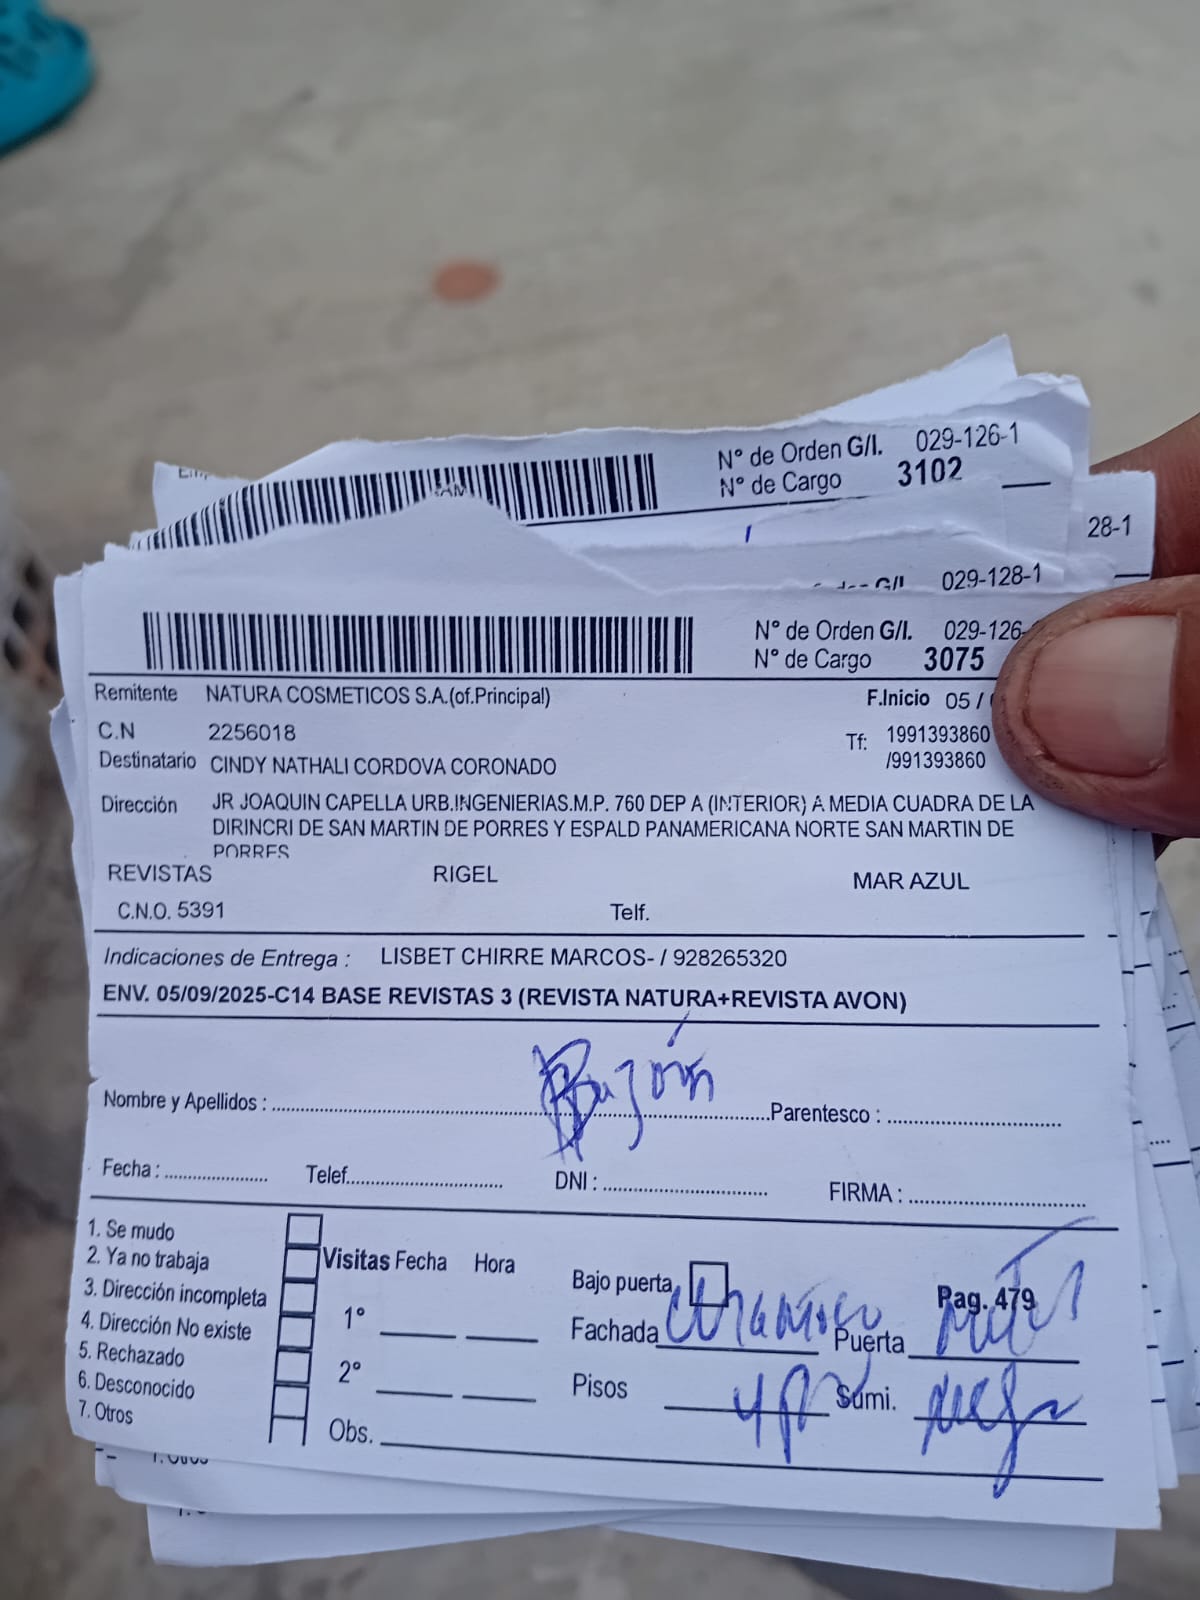 N° de Orden G/I. 029-126-1
N° de Cargo 3102
28-1
G/I. 029-128-1
N° de Orden G/I. 029-126-
N° de Cargo 3075
Remitente NATURA COSMETICOS S.A.(of.Principal)
F.Inicio 05 /
C.N 2256018
Tf: 1991393860
/991393860
Destinatario CINDY NATHALI CORDOVA CORONADO
Dirección JR JOAQUIN CAPELLA URB.INGENIERIAS.M.P. 760 DEP A (INTERIOR) A MEDIA CUADRA DE LA
DIRINCRI DE SAN MARTIN DE PORRES Y ESPALD PANAMERICANA NORTE SAN MARTIN DE
PORRES
REVISTAS RIGEL MAR AZUL
C.N.O. 5391 Telf.
Indicaciones de Entrega : LISBET CHIRRE MARCOS- / 928265320
ENV. 05/09/2025-C14 BASE REVISTAS 3 (REVISTA NATURA+REVISTA AVON)
Buzón
Nombre y Apellidos : Parentesco :
Fecha : Telef. DNI : FIRMA :
1. Se mudo
2. Ya no trabaja
3. Dirección incompleta
4. Dirección No existe
5. Rechazado
6. Desconocido
7. Otros
Visitas Fecha Hora
1°
2°
Obs.
Bajo puerta Pag. 479
Fachada Puerta
Pisos 4 Sumi.
7. Otros